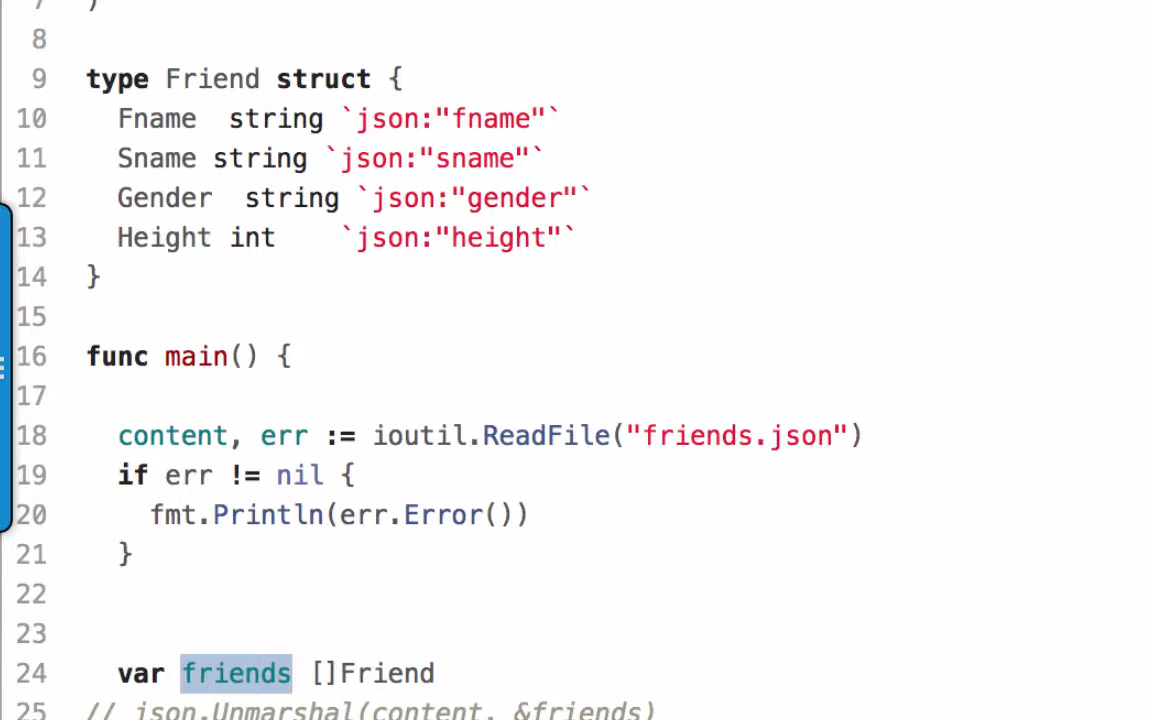 7 )
8
9 type Friend struct {
10 Fname  string `json:"fname"`
11 Sname string `json:"sname"`
12 Gender  string `json:"gender"`
13 Height int    `json:"height"`
14 }
15
16 func main() {
17
18 content, err := ioutil.ReadFile("friends.json")
19 if err != nil {
20 fmt.Println(err.Error())
21 }
22
23
24 var friends []Friend
25 // json.Unmarshal(content, &friends)